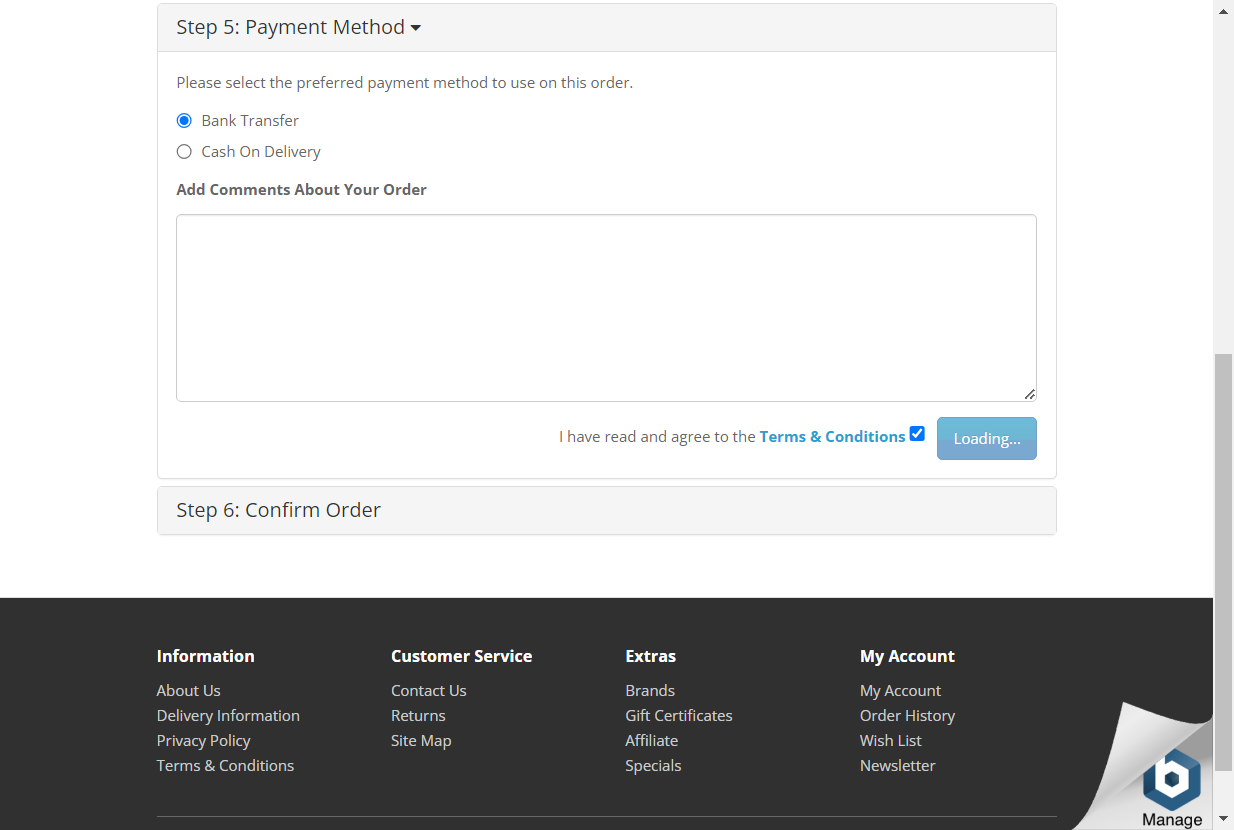 Step 5: Payment Method
Please select the preferred payment method to use on this order.
Bank Transfer
Cash On Delivery
Add Comments About Your Order
I have read and agree to the Terms & Conditions
Loading...
Step 6: Confirm Order
Information
About Us
Delivery Information
Privacy Policy
Terms & Conditions
Customer Service
Contact Us
Returns
Site Map
Extras
Brands
Gift Certificates
Affiliate
Specials
My Account
My Account
Order History
Wish List
Newsletter
b
Manage